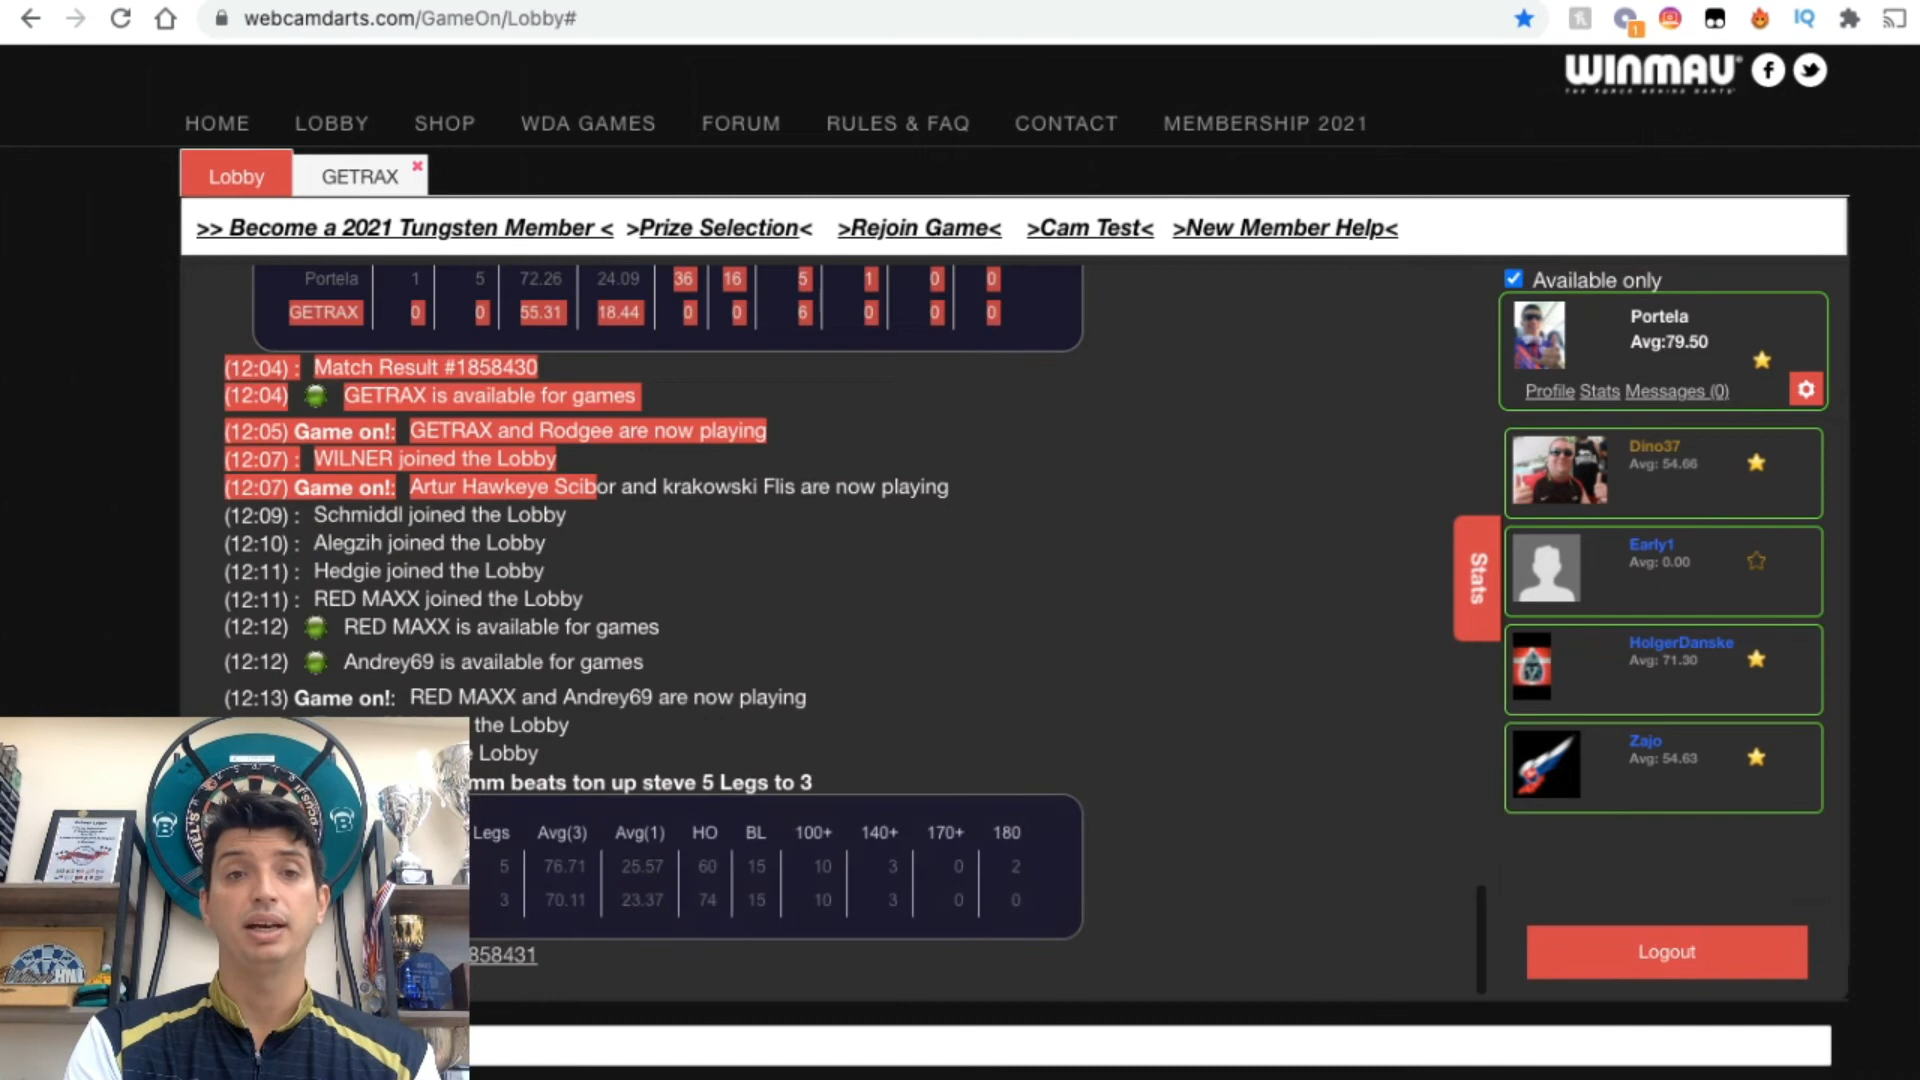 webcamdarts.com/GameOn/Lobby#
1
IQ
WINMAU
THE FORCE BEHIND DARTS
HOME LOBBY SHOP WDA GAMES FORUM RULES & FAQ CONTACT MEMBERSHIP 2021
Lobby GETRAX
>> Become a 2021 Tungsten Member < >Prize Selection< >Rejoin Game< >Cam Test< >New Member Help<
Portela 1 5 72.26 24.09 36 16 5 1 0 0
GETRAX 0 0 55.31 18.44 0 0 6 0 0 0
(12:04) : Match Result #1858430
(12:04) GETRAX is available for games
(12:05) Game on!: GETRAX and Rodgee are now playing
(12:07) : WILNER joined the Lobby
(12:07) Game on!: Artur Hawkeye Scibor and krakowski Flis are now playing
(12:09) : Schmiddl joined the Lobby
(12:10) : Alegzih joined the Lobby
(12:11) : Hedgie joined the Lobby
(12:11) : RED MAXX joined the Lobby
(12:12) RED MAXX is available for games
(12:12) Andrey69 is available for games
(12:13) Game on!: RED MAXX and Andrey69 are now playing
the Lobby
Lobby
mm beats ton up steve 5 Legs to 3
Legs Avg(3) Avg(1) HO BL 100+ 140+ 170+ 180
5 76.71 25.57 60 15 10 3 0 2
3 70.11 23.37 74 15 10 3 0 0
858431
Available only
Portela
Avg:79.50
Profile Stats Messages (0)
Dino37
Avg: 54.66
Early1
Avg: 0.00
Stats
HolgerDanske
Avg: 71.30
Zajo
Avg: 54.63
Logout